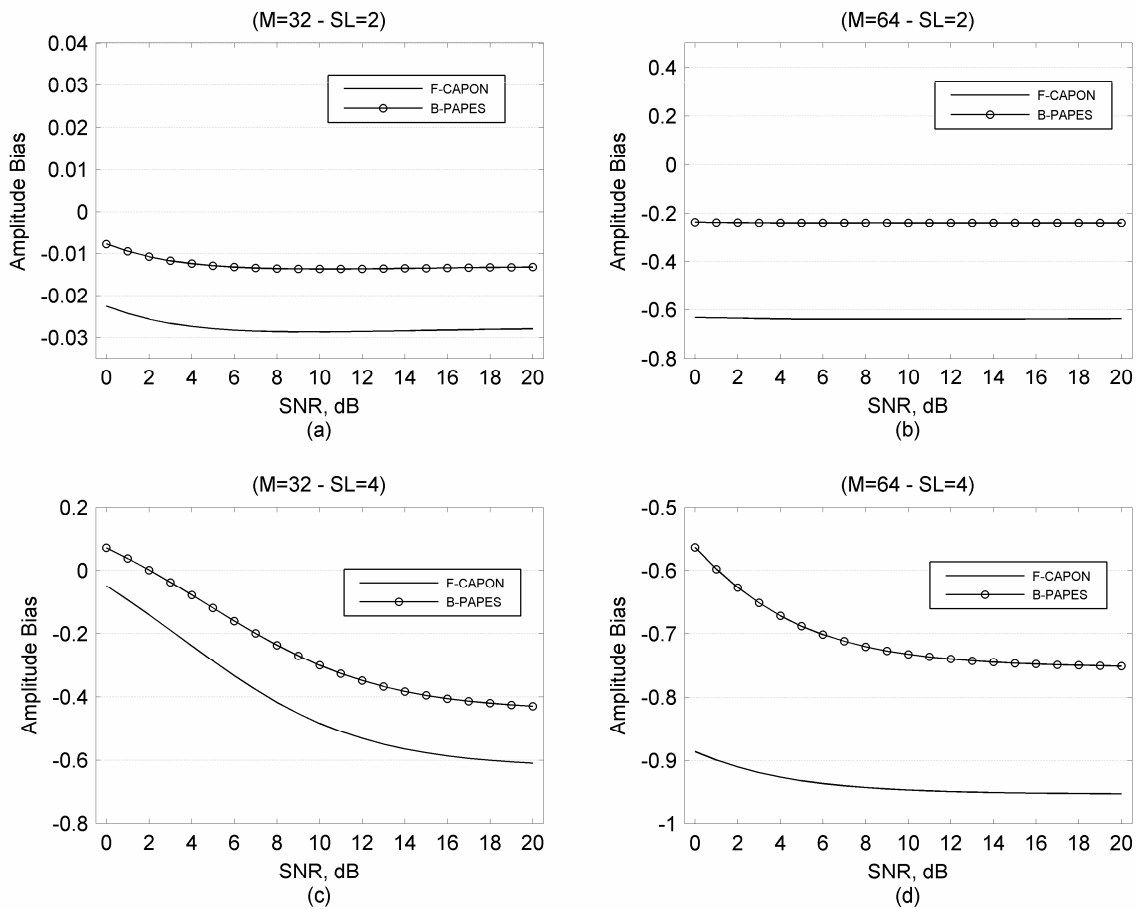 (M=32 - SL=2)
0.04
0.03
0.02
0.01
0
-0.01
-0.02
-0.03
Amplitude Bias
F-CAPON
B-PAPES
0 2 4 6 8 10 12 14 16 18 20
SNR, dB
(a)
(M=64 - SL=2)
0.4
0.2
0
-0.2
-0.4
-0.6
-0.8
Amplitude Bias
F-CAPON
B-PAPES
0 2 4 6 8 10 12 14 16 18 20
SNR, dB
(b)
(M=32 - SL=4)
0.2
0
-0.2
-0.4
-0.6
-0.8
Amplitude Bias
F-CAPON
B-PAPES
0 2 4 6 8 10 12 14 16 18 20
SNR, dB
(c)
(M=64 - SL=4)
-0.5
-0.6
-0.7
-0.8
-0.9
-1
Amplitude Bias
F-CAPON
B-PAPES
0 2 4 6 8 10 12 14 16 18 20
SNR, dB
(d)